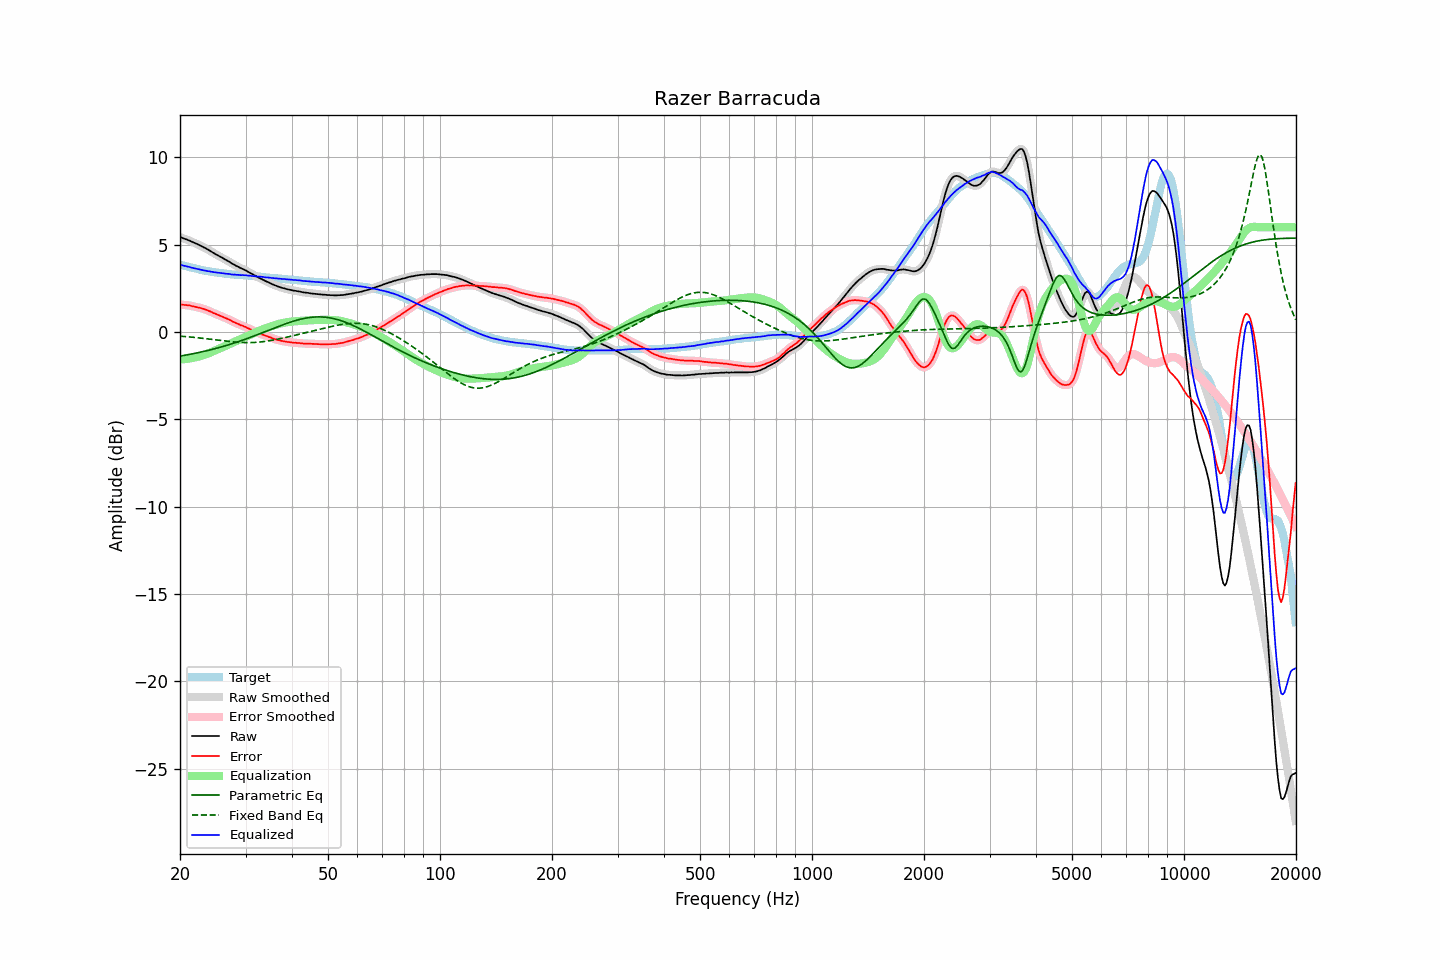 Razer Barracuda
10
5
0
−5
−10
−15
−20
−25
Amplitude (dBr)
Target
Raw Smoothed
Error Smoothed
Raw
Error
Equalization
Parametric Eq
Fixed Band Eq
Equalized
20 50 100 200 500 1000 2000 5000 10000 20000
Frequency (Hz)